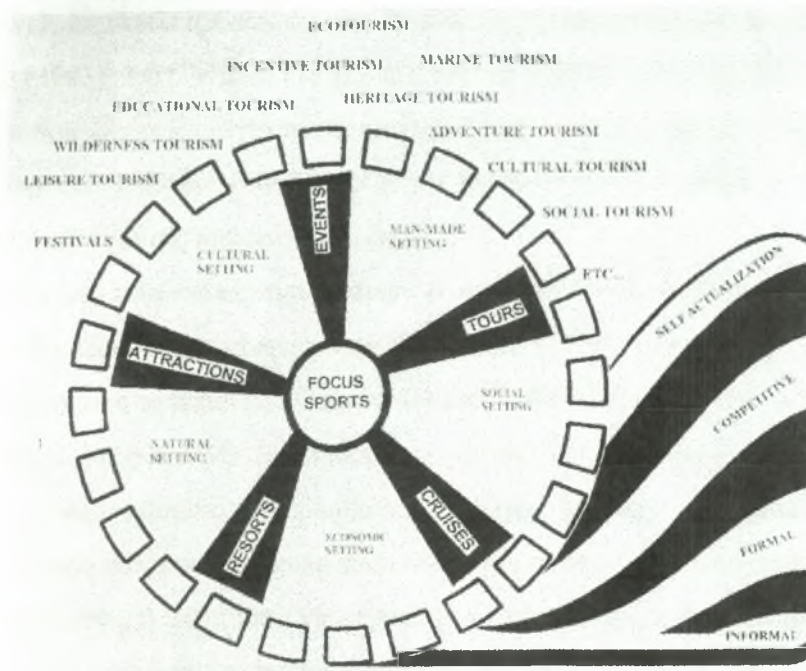 ECOTOURISM
INCENTIVE TOURISM
MARINE TOURISM
EDUCATIONAL TOURISM
HERITAGE TOURISM
WILDERNESS TOURISM
ADVENTURE TOURISM
LEISURE TOURISM
CULTURAL TOURISM
SOCIAL TOURISM
FESTIVALS
ETC...
EVENTS
CULTURAL
SETTING
MAN-MADE
SETTING
TOURS
ATTRACTIONS
FOCUS
SPORTS
SOCIAL
SETTING
NATURAL
SETTING
RESORTS
ECONOMIC
SETTING
CRUISES
SELF ACTUALIZATION
COMPETITIVE
FORMAL
INFORMAL